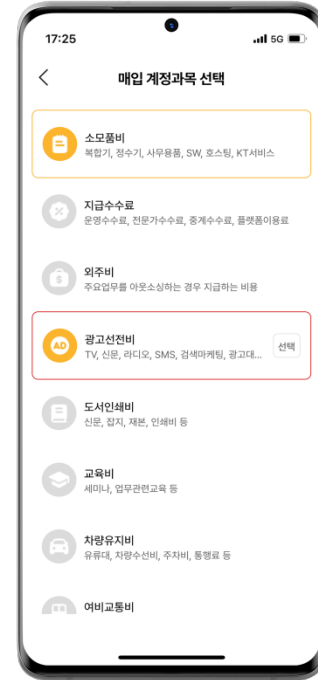 17:25
5G
매입 계정과목 선택
소모품비
복합기, 정수기, 사무용품, SW, 호스팅, KT서비스
지급수수료
운영수수료, 전문가수수료, 중계수수료, 플랫폼이용료
외주비
주요업무를 아웃소싱하는 경우 지급하는 비용
AD
광고선전비
TV, 신문, 라디오, SMS, 검색마케팅, 광고대...
선택
도서인쇄비
신문, 잡지, 재본, 인쇄비 등
교육비
세미나, 업무관련교육 등
차량유지비
유류대, 차량수선비, 주차비, 통행료 등
여비교통비